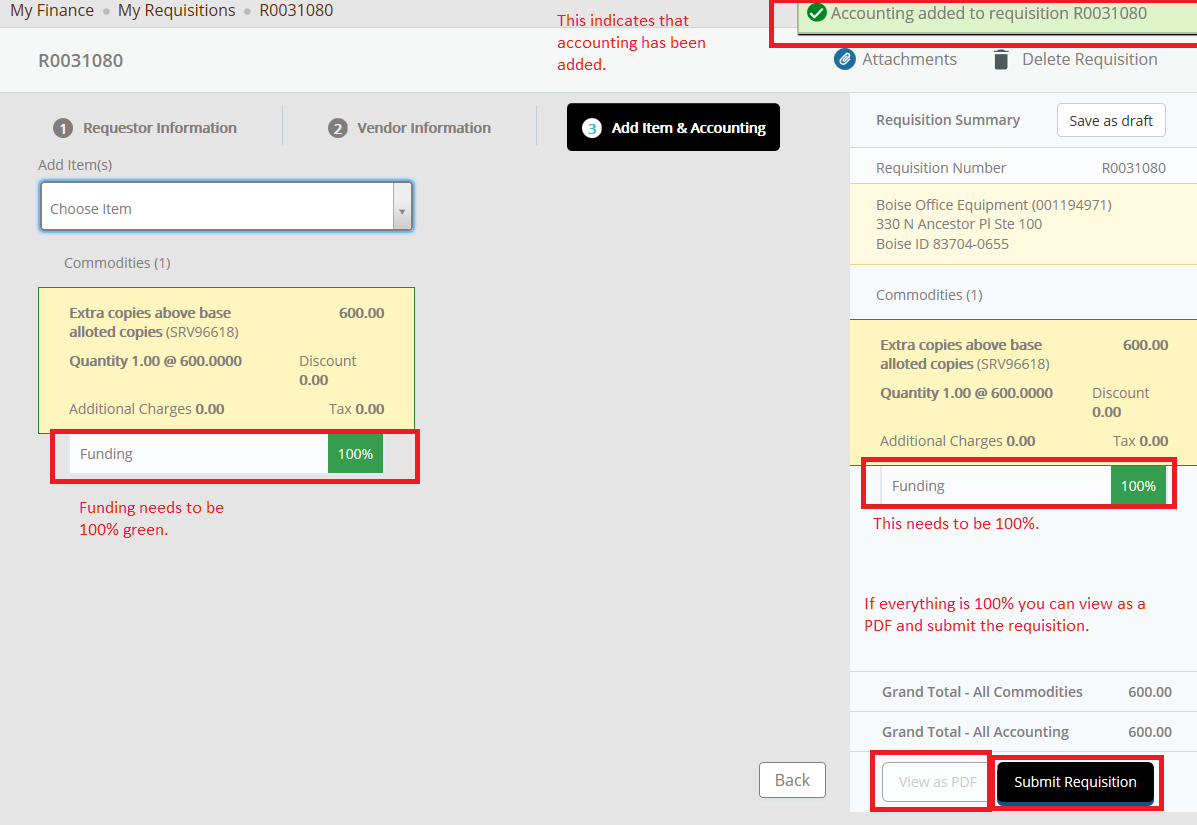 My Finance • My Requisitions • R0031080
This indicates that
accounting has been
added.
Accounting added to requisition R0031080
R0031080
Attachments
Delete Requisition
1 Requestor Information
2 Vendor Information
3 Add Item & Accounting
Add Item(s)
Choose Item
Commodities (1)
Extra copies above base 600.00
alloted copies (SRV96618)
Quantity 1.00 @ 600.0000 Discount
0.00
Additional Charges 0.00 Tax 0.00
Funding 100%
Funding needs to be
100% green.
Back
Requisition Summary Save as draft
Requisition Number R0031080
Boise Office Equipment (001194971)
330 N Ancestor Pl Ste 100
Boise ID 83704-0655
Commodities (1)
Extra copies above base 600.00
alloted copies (SRV96618)
Quantity 1.00 @ 600.0000 Discount
0.00
Additional Charges 0.00 Tax 0.00
Funding 100%
This needs to be 100%.
If everything is 100% you can view as a
PDF and submit the requisition.
Grand Total - All Commodities 600.00
Grand Total - All Accounting 600.00
View as PDF Submit Requisition